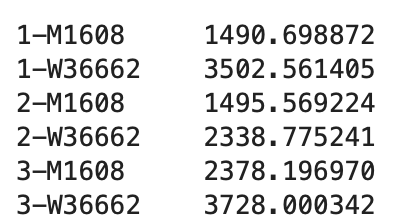 1-M1608 1490.698872
1-W36662 3502.561405
2-M1608 1495.569224
2-W36662 2338.775241
3-M1608 2378.196970
3-W36662 3728.000342